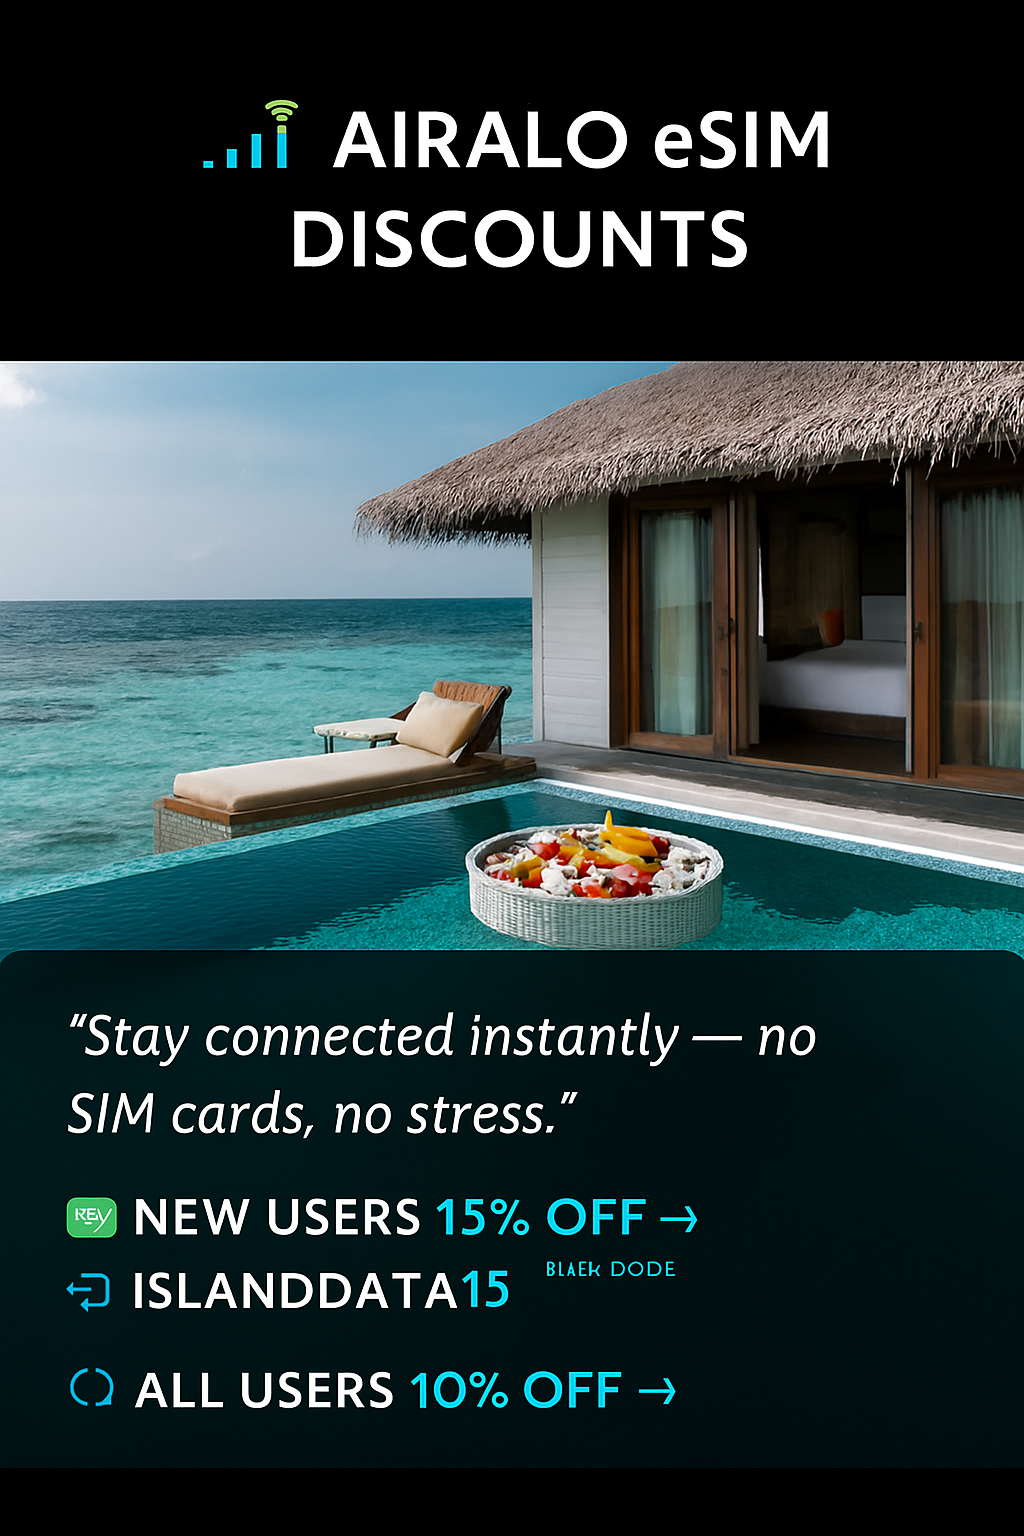 AIRALO eSIM
DISCOUNTS
“Stay connected instantly — no
SIM cards, no stress.”
NEW USERS 15% OFF →
BLAEK DODE
ISLANDDATA15
ALL USERS 10% OFF →